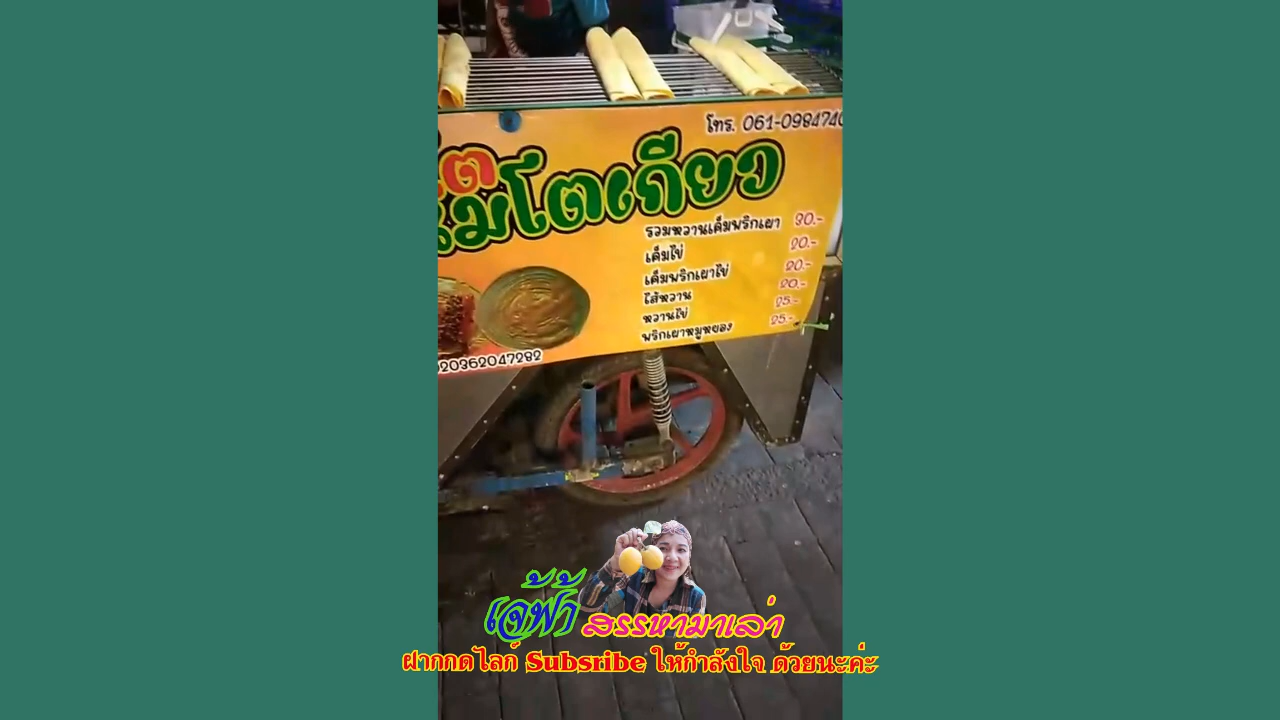 โทร. 061-0984740
ต
นมโตเกียว
รวมหวานเค็มพริกเผา 30.-
เค็มไข่ 20.-
เค็มพริกเผาไข่ 20.-
ไส้หวาน 20.-
หวานไข่ 25.-
พริกเผาหมูหยอง 25.-
020362047282
เจ้ฟ้า สรรหามาเล่า
ฝากกดไลก์ Subsribe ให้กำลังใจ ด้วยนะค่ะ